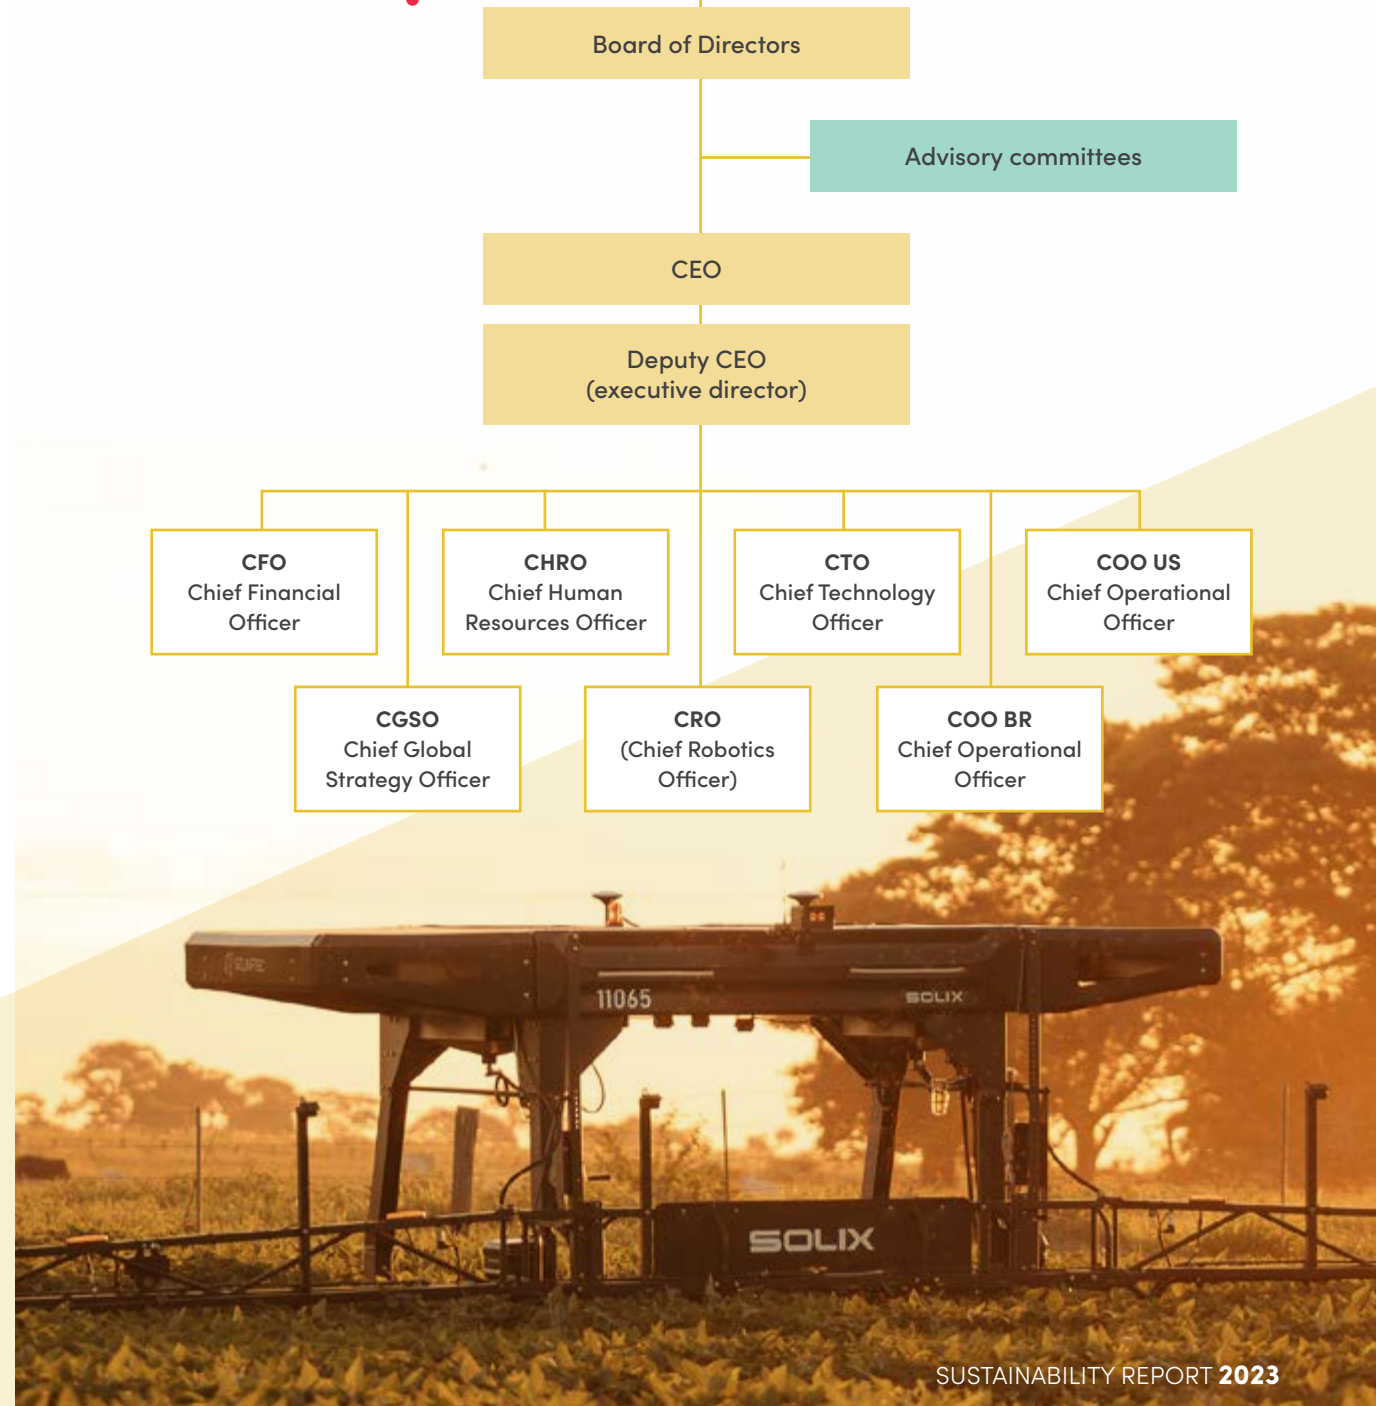 Board of Directors
Advisory committees
CEO
Deputy CEO
(executive director)
CFO
Chief Financial
Officer
CHRO
Chief Human
Resources Officer
CTO
Chief Technology
Officer
COO US
Chief Operational
Officer
CGSO
Chief Global
Strategy Officer
CRO
(Chief Robotics
Officer)
COO BR
Chief Operational
Officer
11065
SOLIX
SOLIX
SUSTAINABILITY REPORT 2023